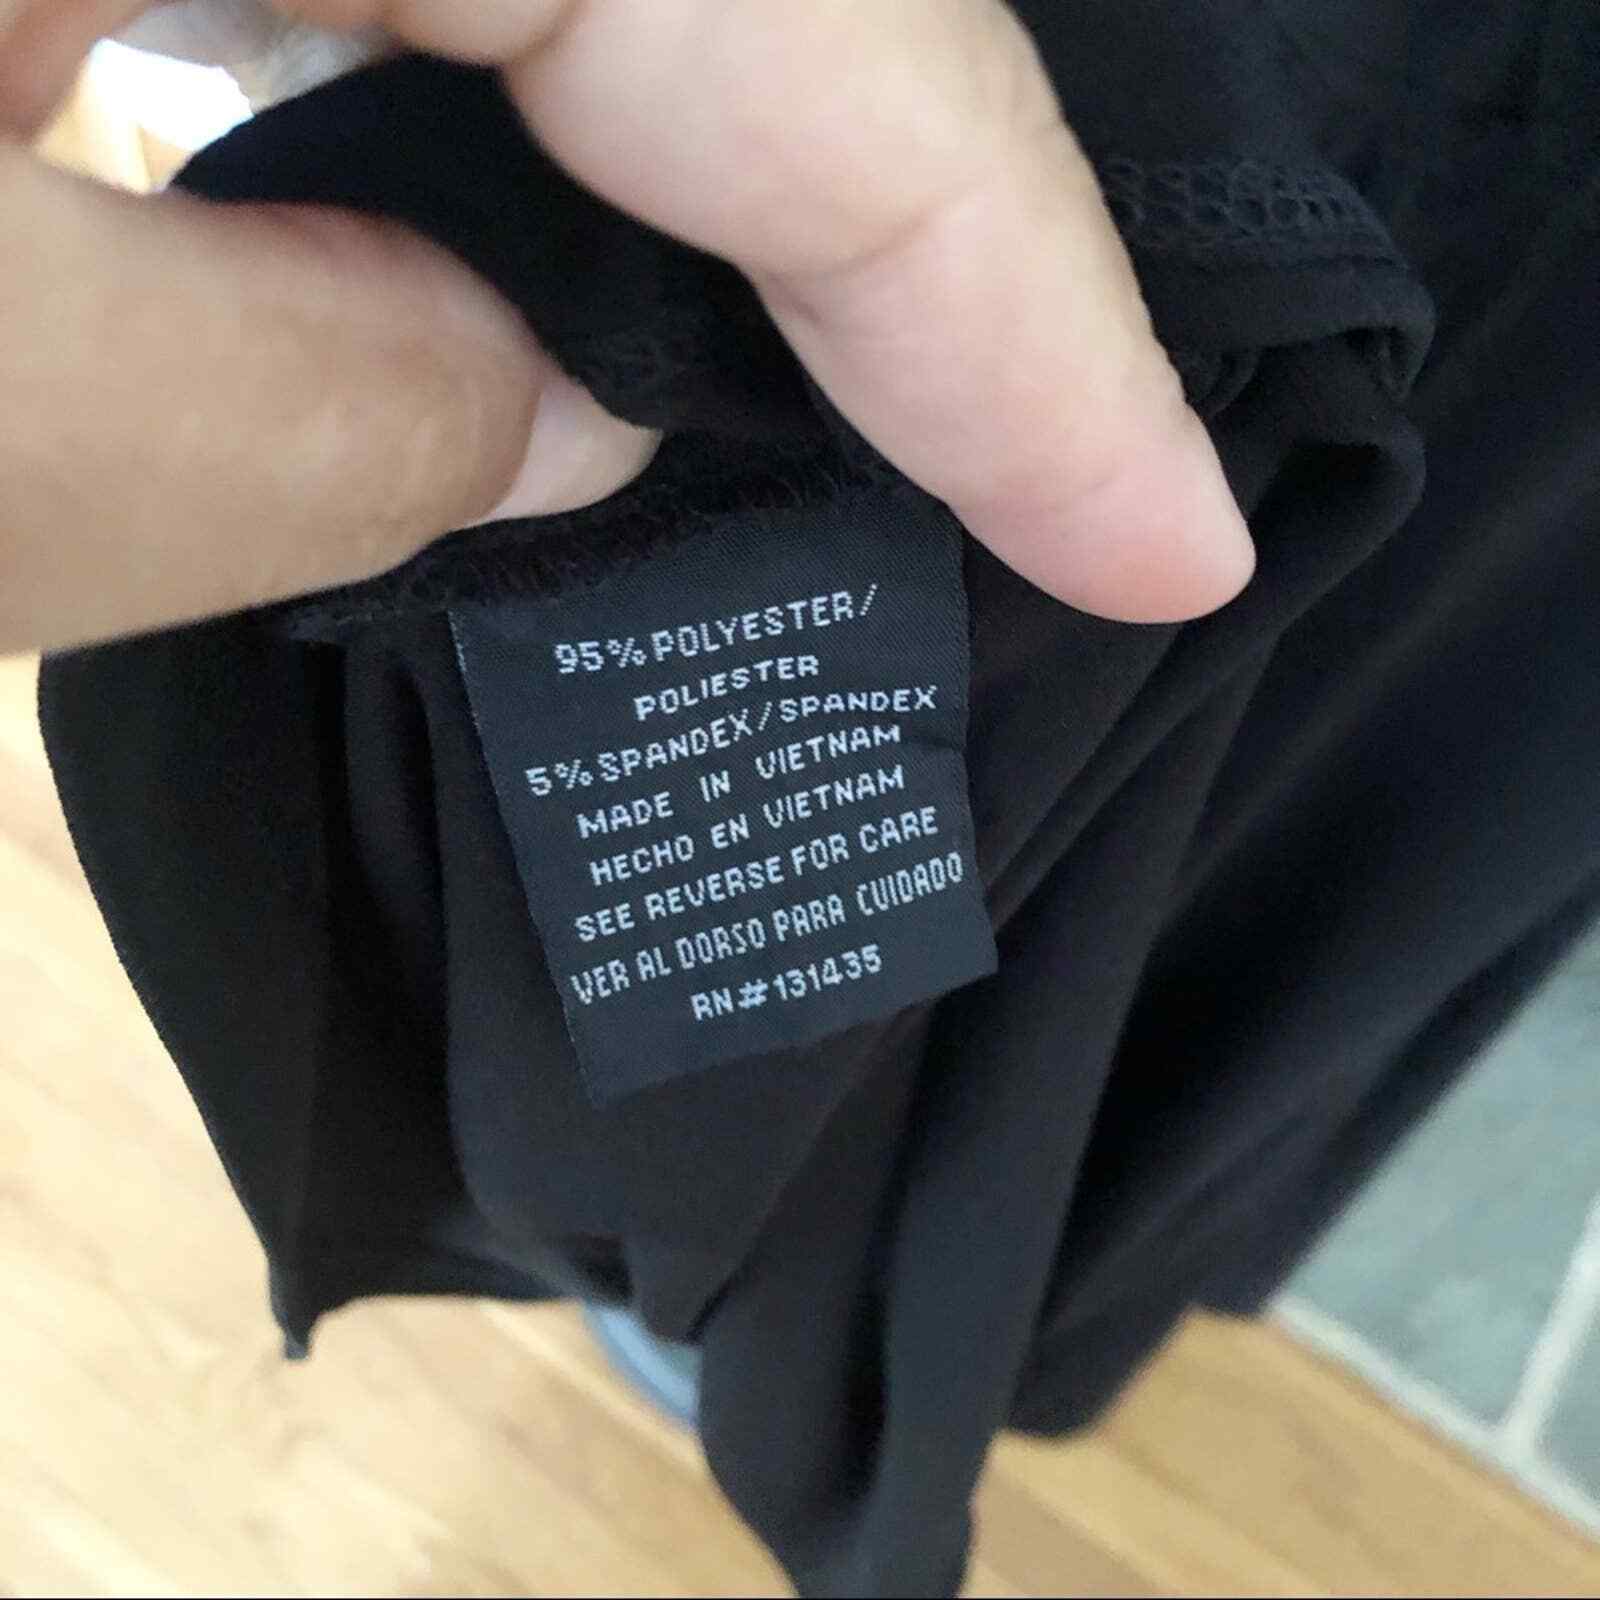 95% POLYESTER/
POLIESTER
5% SPANDEX/SPANDEX
MADE IN VIETNAM
HECHO EN VIETNAM
SEE REVERSE FOR CARE
VER AL DORSO PARA CUIDADO
RN#131435